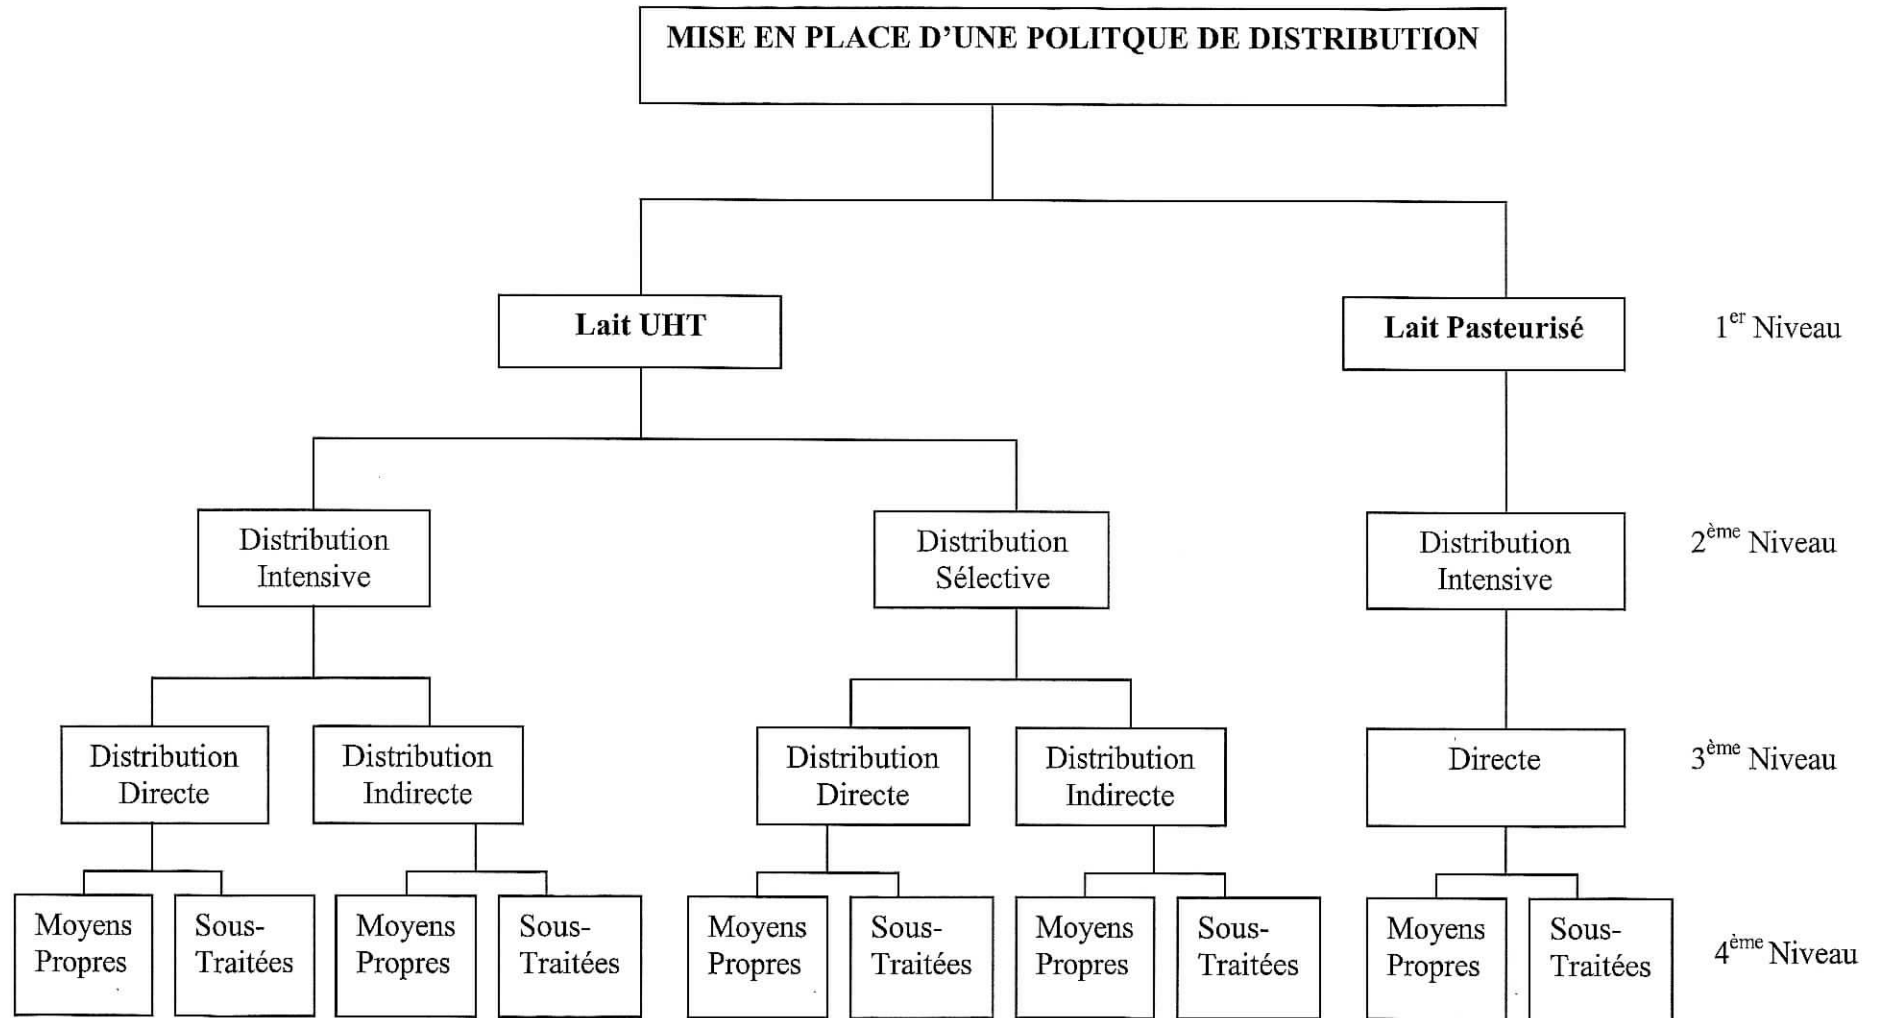 MISE EN PLACE D’UNE POLITQUE DE DISTRIBUTION
Lait UHT
Lait Pasteurisé
1er Niveau
Distribution
Intensive
Distribution
Sélective
Distribution
Intensive
2ème Niveau
Distribution
Directe
Distribution
Indirecte
Distribution
Directe
Distribution
Indirecte
Directe
3ème Niveau
Moyens
Propres
Sous-
Traitées
Moyens
Propres
Sous-
Traitées
Moyens
Propres
Sous-
Traitées
Moyens
Propres
Sous-
Traitées
Moyens
Propres
Sous-
Traitées
4ème Niveau